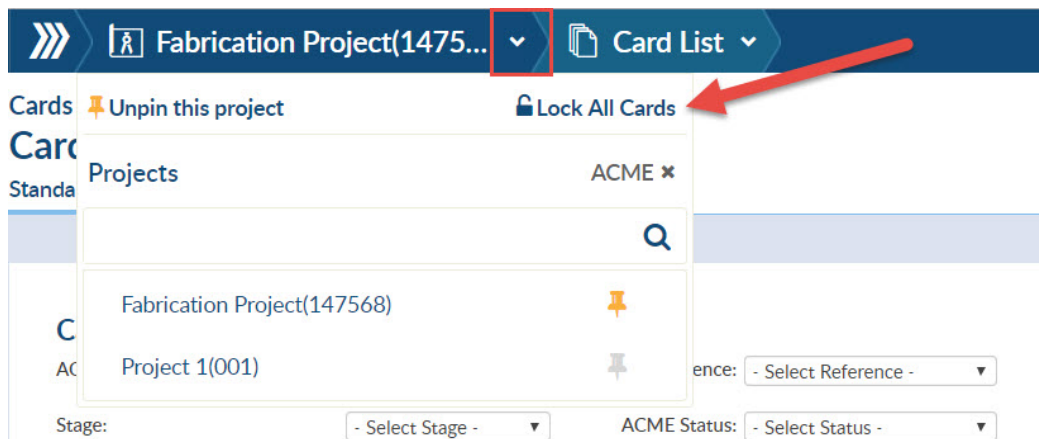 Fabrication Project(1475... Card List
Cards Unpin this project Lock All Cards
Card
Projects ACME
Standa
Fabrication Project(147568)
Project 1(001)
ence: - Select Reference -
Stage: - Select Stage - ACME Status: - Select Status -